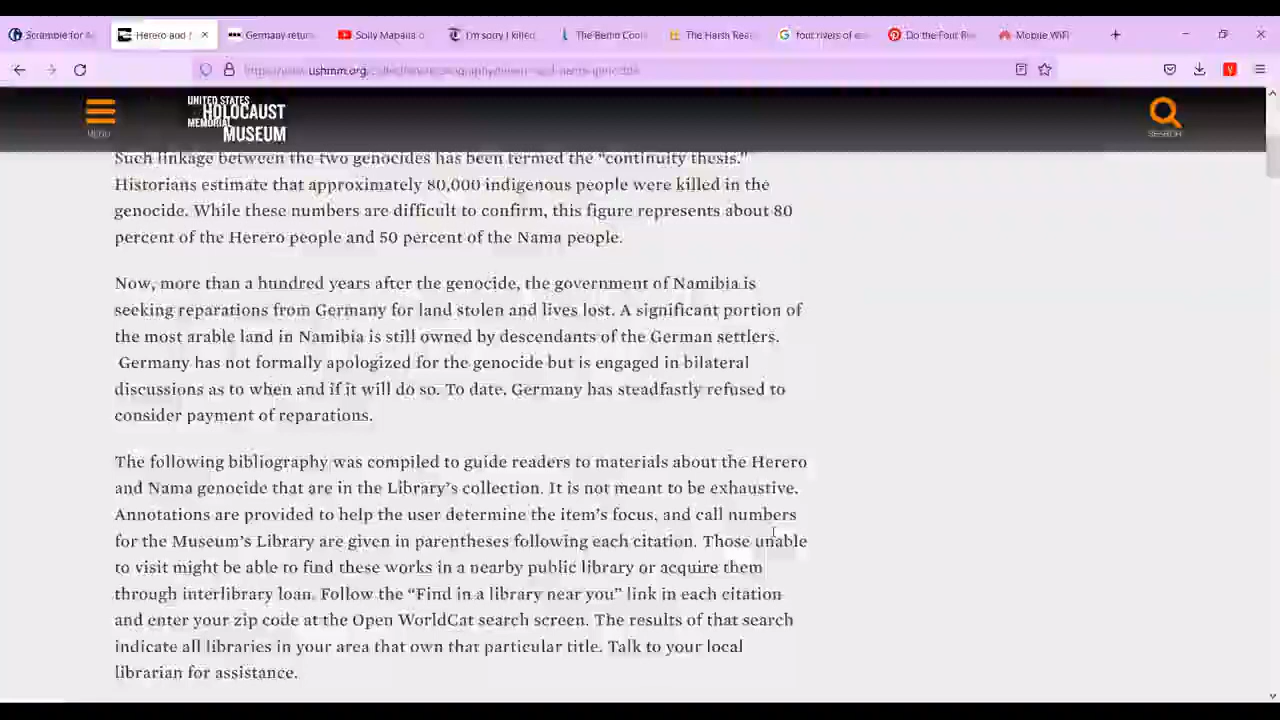 Scramble for A
Herero and
Germany return
Solly Mapaila o
I'm sorry I killed
The Berlin Conf
The Harsh Rea
four rivers of e
Do the Four Riv
Mobile WiFi
ushmm.org
MENU
UNITED STATES
HOLOCAUST
MEMORIAL
MUSEUM
SEARCH
Such linkage between the two genocides has been termed the "continuity thesis."
Historians estimate that approximately 80,000 indigenous people were killed in the
genocide. While these numbers are difficult to confirm, this figure represents about 80
percent of the Herero people and 50 percent of the Nama people.
Now, more than a hundred years after the genocide, the government of Namibia is
seeking reparations from Germany for land stolen and lives lost. A significant portion of
the most arable land in Namibia is still owned by descendants of the German settlers.
Germany has not formally apologized for the genocide but is engaged in bilateral
discussions as to when and if it will do so. To date, Germany has steadfastly refused to
consider payment of reparations.
The following bibliography was compiled to guide readers to materials about the Herero
and Nama genocide that are in the Library's collection. It is not meant to be exhaustive.
Annotations are provided to help the user determine the item's focus, and call numbers
for the Museum's Library are given in parentheses following each citation. Those unable
to visit might be able to find these works in a nearby public library or acquire them
through interlibrary loan. Follow the "Find in a library near you" link in each citation
and enter your zip code at the Open WorldCat search screen. The results of that search
indicate all libraries in your area that own that particular title. Talk to your local
librarian for assistance.